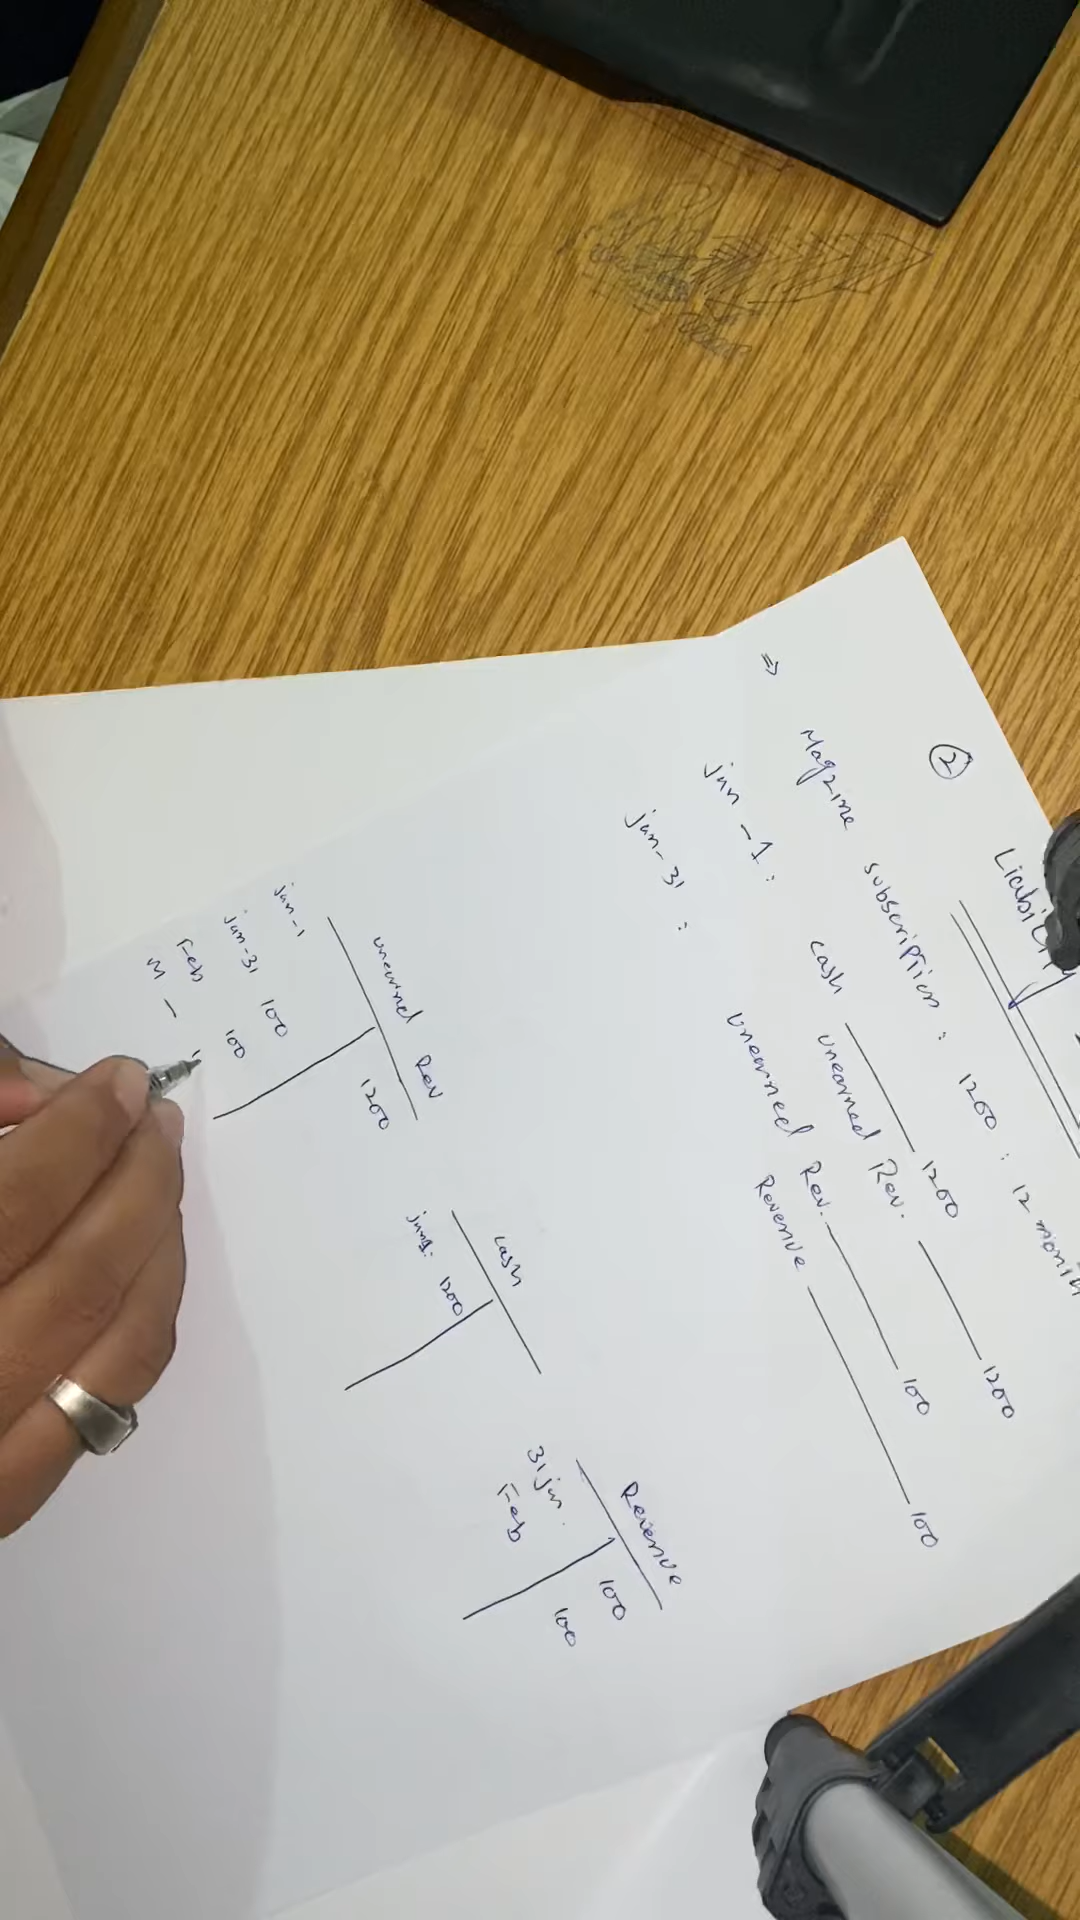 ②
⇒ Magzine subscription : 1200 : 12 month
jan - 1 : cash 1200
unearned Rev. 1200
jan - 31 : unearned Rev. 100
Revenue 100
unearned Rev
jan-1 1200
jan-31 100
Feb 100
M -
cash
jan1: 1200
Revenue
31 jan. 100
Feb 100